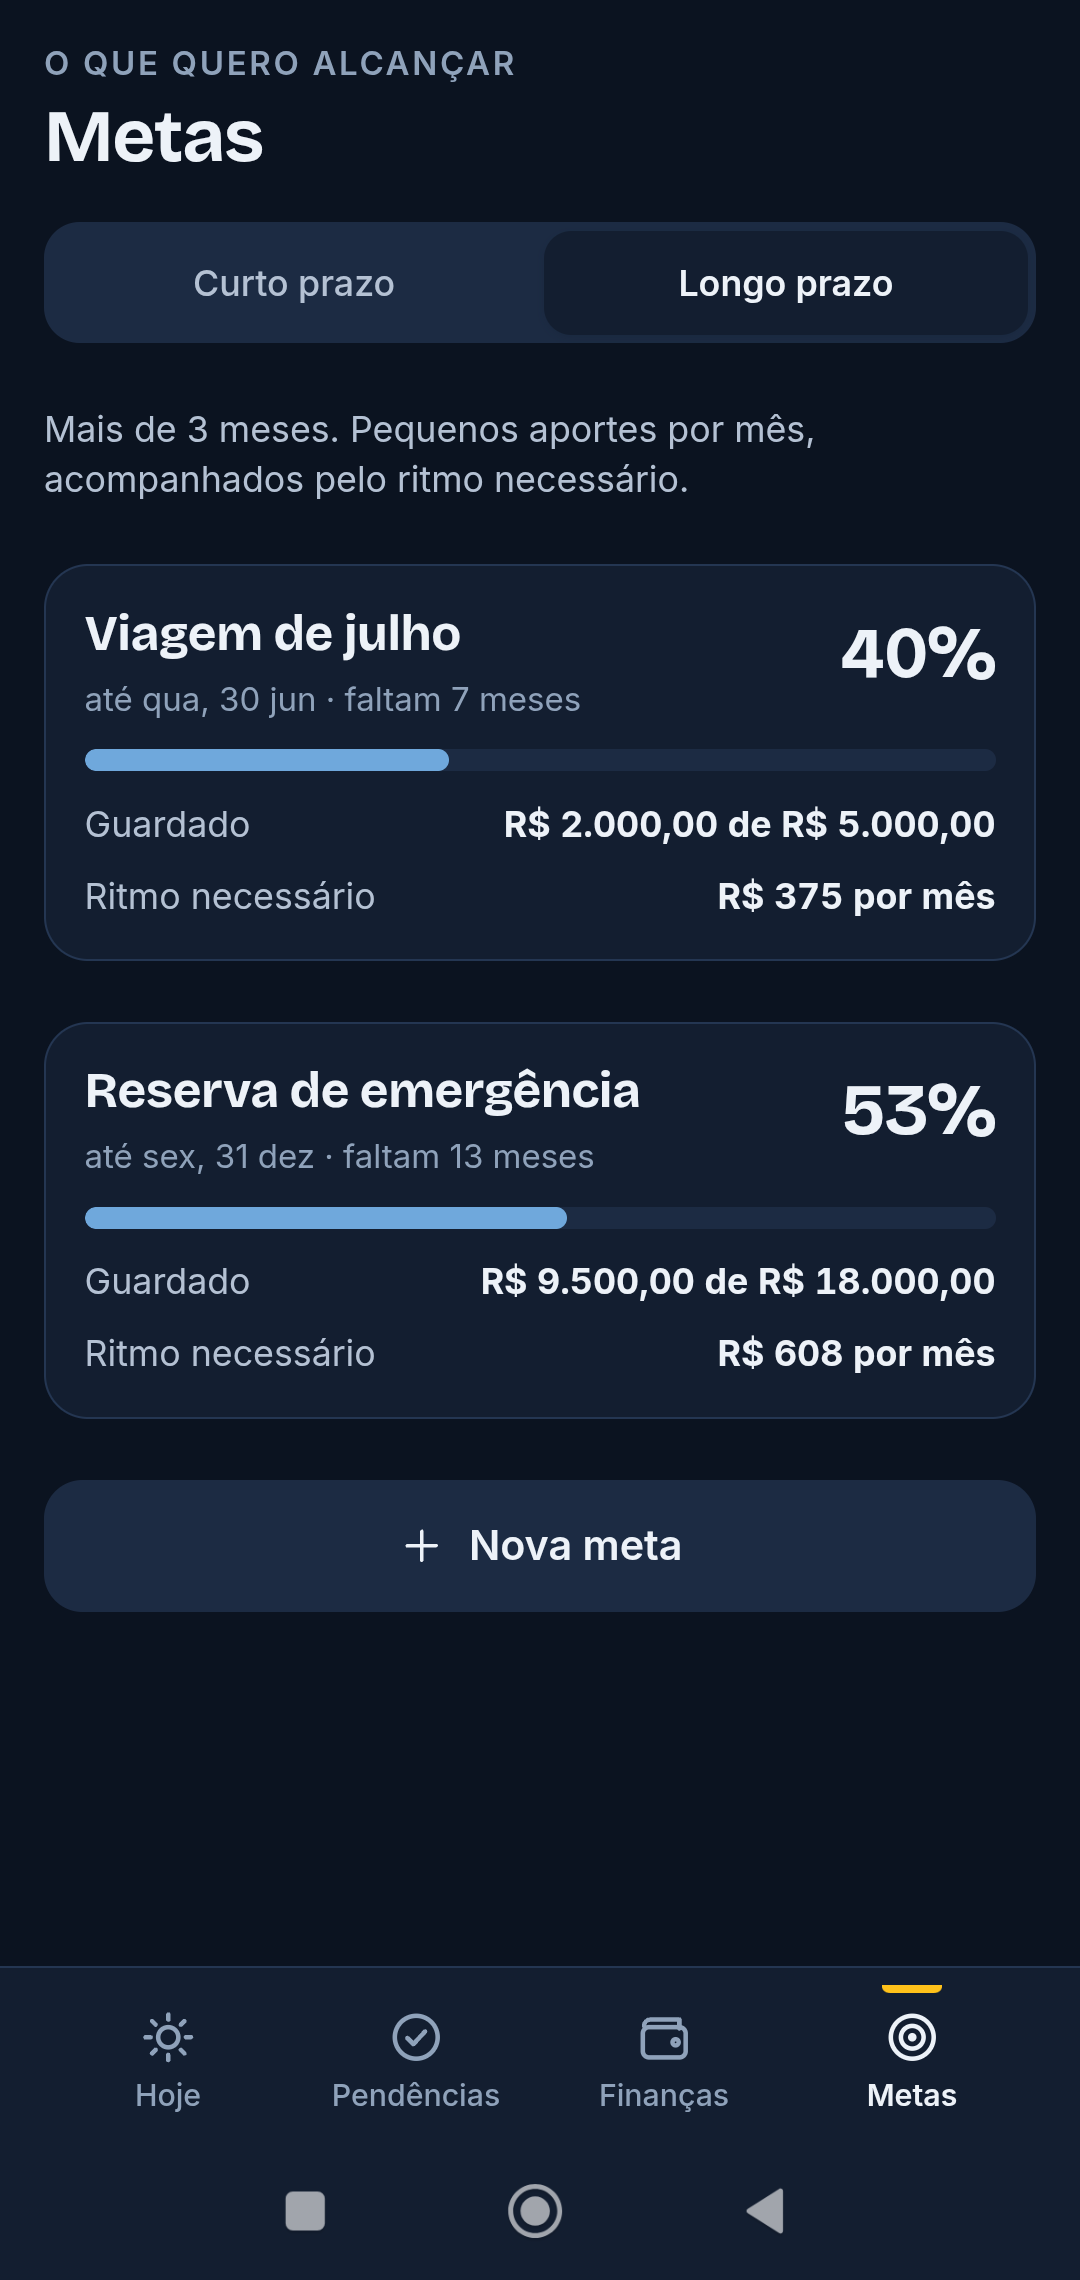 O QUE QUERO ALCANÇAR
Metas
Curto prazo
Longo prazo
Mais de 3 meses. Pequenos aportes por mês,
acompanhados pelo ritmo necessário.
Viagem de julho
40%
até qua, 30 jun · faltam 7 meses
Guardado
R$ 2.000,00 de R$ 5.000,00
Ritmo necessário
R$ 375 por mês
Reserva de emergência
53%
até sex, 31 dez · faltam 13 meses
Guardado
R$ 9.500,00 de R$ 18.000,00
Ritmo necessário
R$ 608 por mês
+ Nova meta
Hoje
Pendências
Finanças
Metas